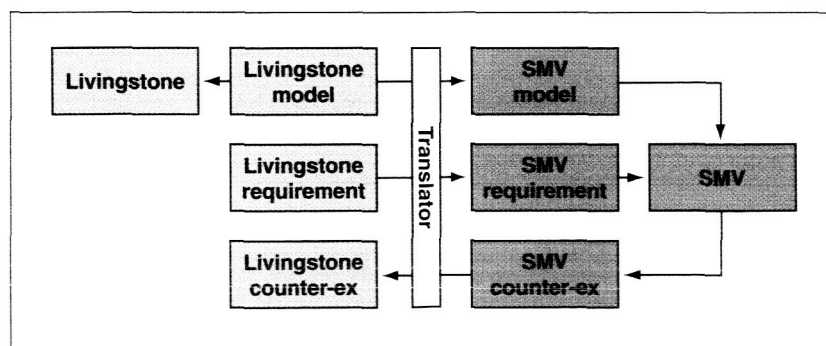 Livingstone
Livingstone
model
SMV
model
Translator
Livingstone
requirement
SMV
requirement
SMV
Livingstone
counter-ex
SMV
counter-ex